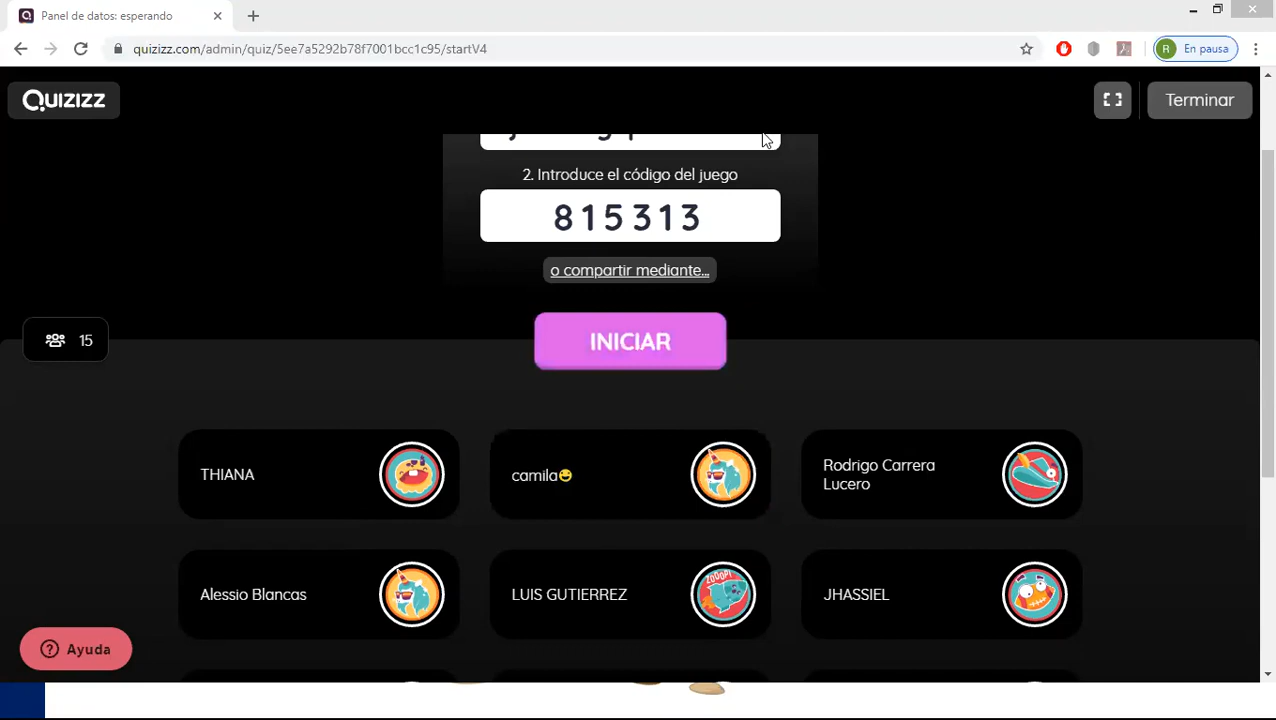 Panel de datos: esperando
quizizz.com/admin/quiz/5ee7a5292b78f7001bcc1c95/startV4
R En pausa
QUIZIZZ
Terminar
2. Introduce el código del juego
815313
o compartir mediante...
15
INICIAR
THIANA
camila😄
Rodrigo Carrera
Lucero
Alessio Blancas
LUIS GUTIERREZ
ZOOOP!
JHASSIEL
Ayuda